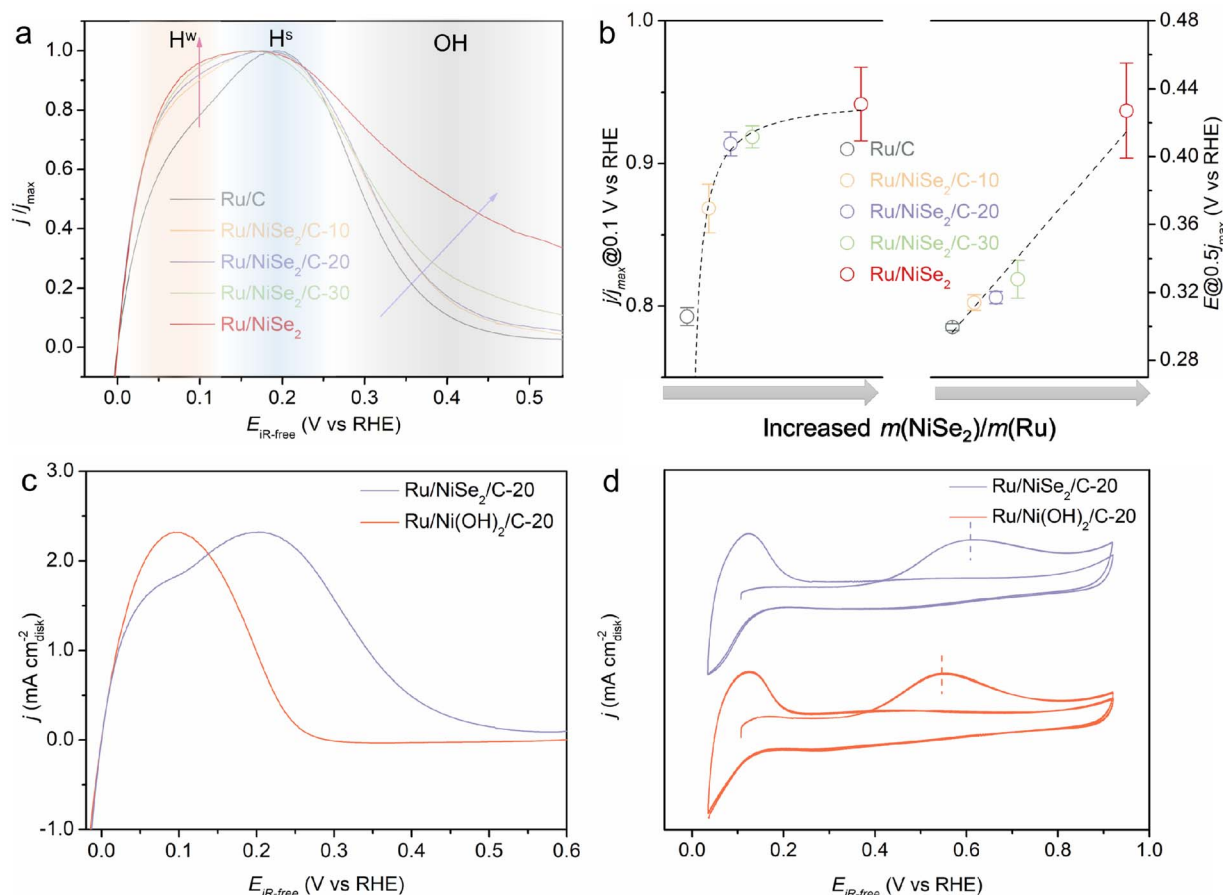 a
H^w
H^s
OH
1.0
0.8
0.6
0.4
0.2
0.0
j/j_max
Ru/C
Ru/NiSe₂/C-10
Ru/NiSe₂/C-20
Ru/NiSe₂/C-30
Ru/NiSe₂
0.0 0.1 0.2 0.3 0.4 0.5
E_iR-free (V vs RHE)
b
1.0
0.9
0.8
j/j_max@0.1 V vs RHE
Ru/C
Ru/NiSe₂/C-10
Ru/NiSe₂/C-20
Ru/NiSe₂/C-30
Ru/NiSe₂
0.48
0.44
0.40
0.36
0.32
0.28
E@0.5j_max (V vs RHE)
Increased m(NiSe₂)/m(Ru)
c
3.0
2.0
1.0
0.0
-1.0
j (mA cm⁻²_disk)
Ru/NiSe₂/C-20
Ru/Ni(OH)₂/C-20
0.0 0.1 0.2 0.3 0.4 0.5 0.6
E_iR-free (V vs RHE)
d
j (mA cm⁻²_disk)
Ru/NiSe₂/C-20
Ru/Ni(OH)₂/C-20
0.0 0.2 0.4 0.6 0.8 1.0
E_iR-free (V vs RHE)